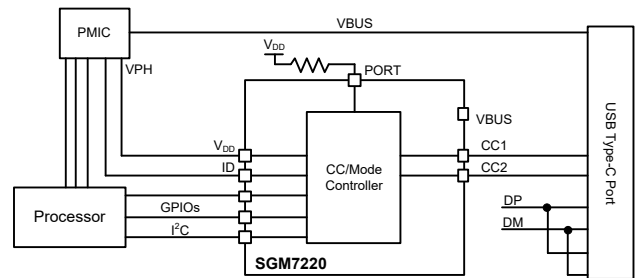 VBUS
PMIC
VDD
PORT
VPH
VBUS
VDD
CC1
ID
CC2
CC/Mode
Controller
USB Type-C Port
Processor
GPIOs
I²C
DP
DM
SGM7220